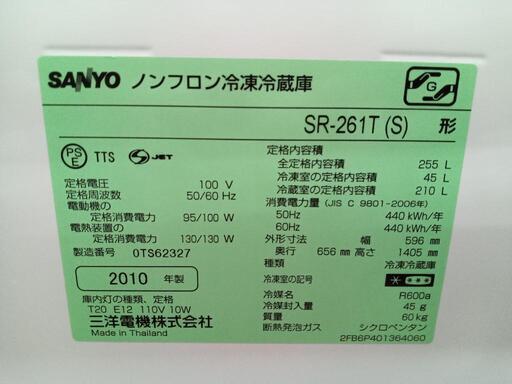 SANYO ノンフロン冷凍冷蔵庫
G
SR-261T (S) 形
PS E TTS S JET
定格電圧 100 V
定格周波数 50/60 Hz
電動機の
定格消費電力 95/100 W
電熱装置の
定格消費電力 130/130 W
製造番号 0TS62327
2010 年製
庫内灯の種類、定格
T20 E12 110V 10W
三洋電機株式会社
Made in Thailand
定格内容積
全定格内容積 255 L
冷凍室の定格内容積 45 L
冷蔵室の定格内容積 210 L
消費電力量 (JIS C 9801-2006年)
50Hz 440 kWh/年
60Hz 440 kWh/年
外形寸法 幅 596 mm
奥行 656 mm 高さ 1405 mm
種類 冷凍冷蔵庫
冷凍室の記号
冷媒名 R600a
冷媒封入量 45 g
質量 60 kg
断熱発泡ガス シクロペンタン
2FB6P401364060